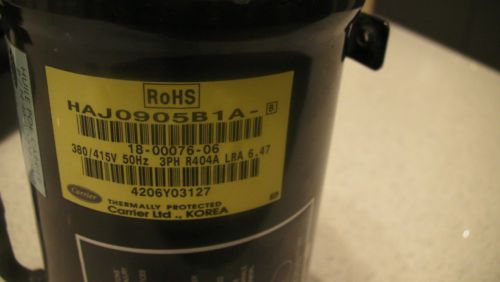 RoHS
HAJ0905B1A- B
18-00076-06
380/415V 50Hz 3PH R404A LRA 6.47
4206Y03127
Carrier
THERMALLY PROTECTED
Carrier Ltd., KOREA